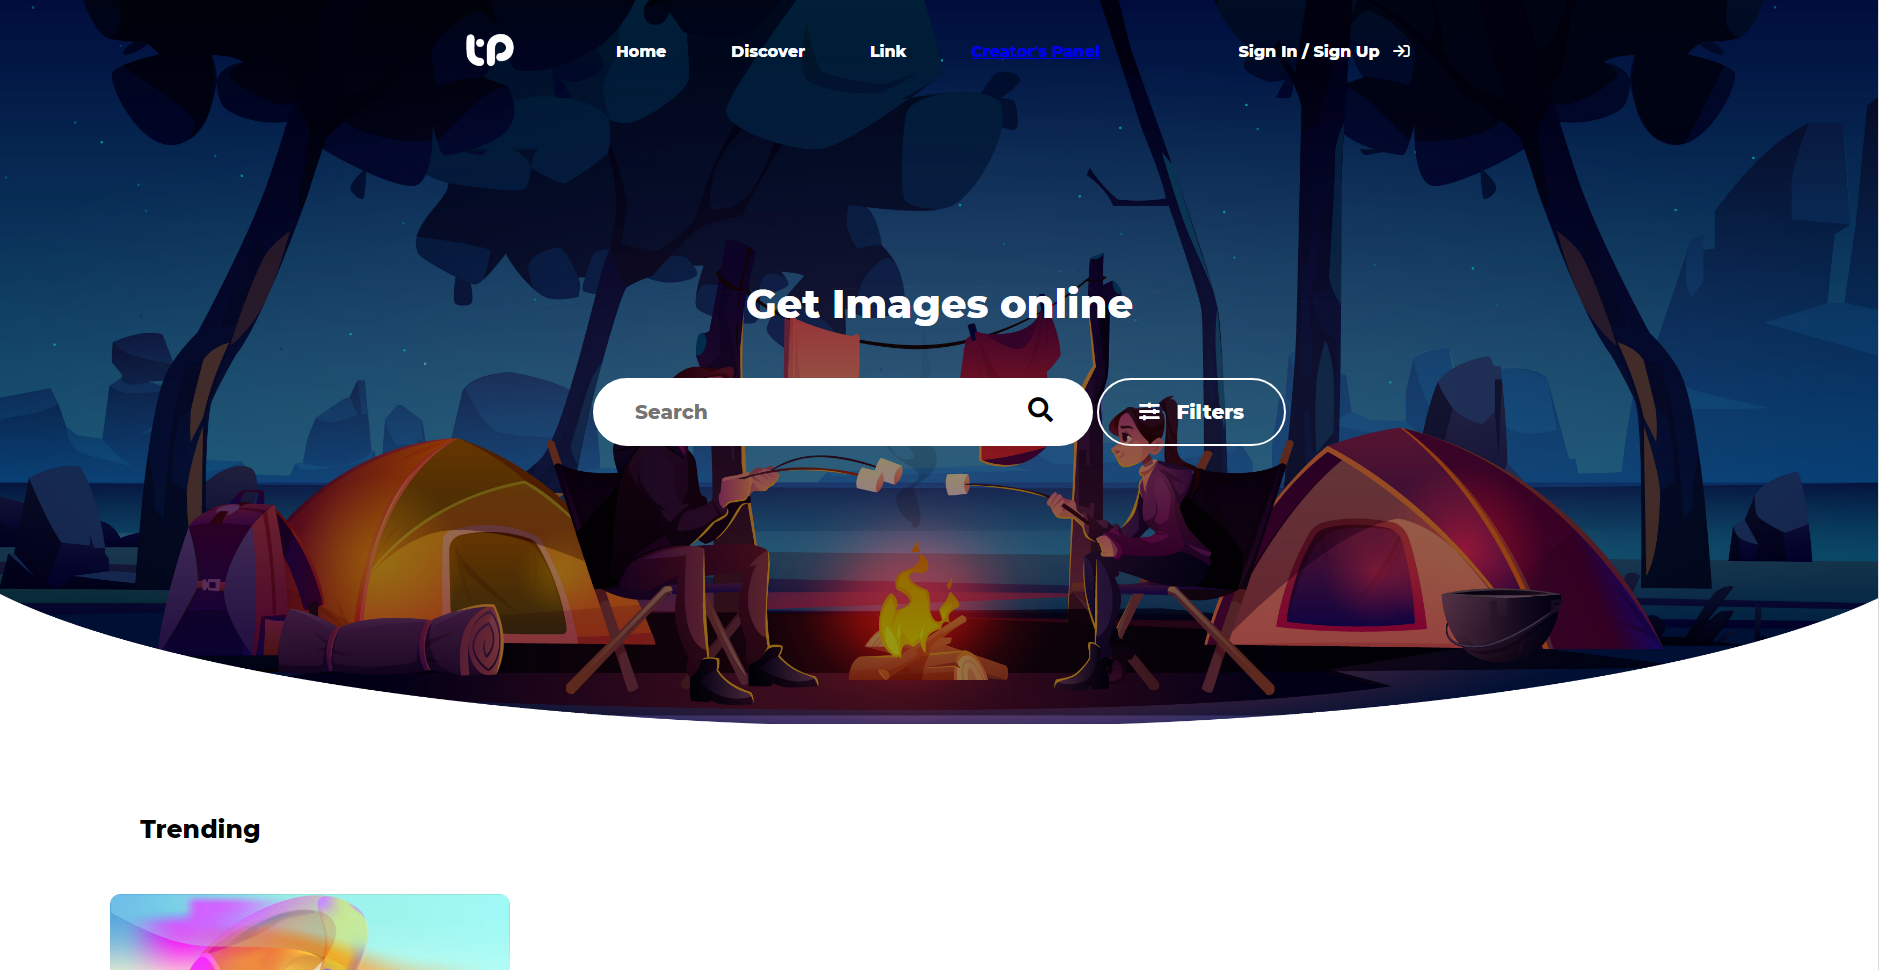 tp Home Discover Link Creator's Panel Sign In / Sign Up
Get Images online
Search Filters
Trending